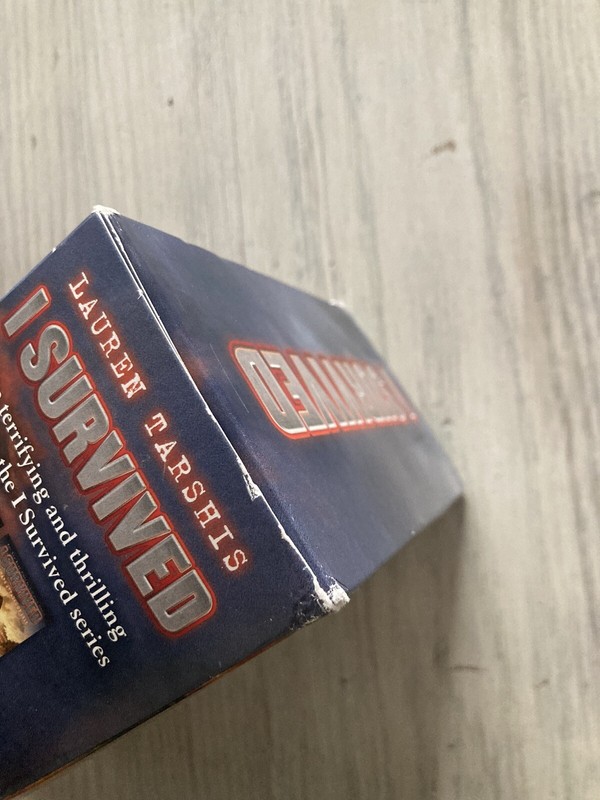 LAUREN TARSHIS
I SURVIVED
terrifying and thrilling
the I Survived series
I SURVIVED